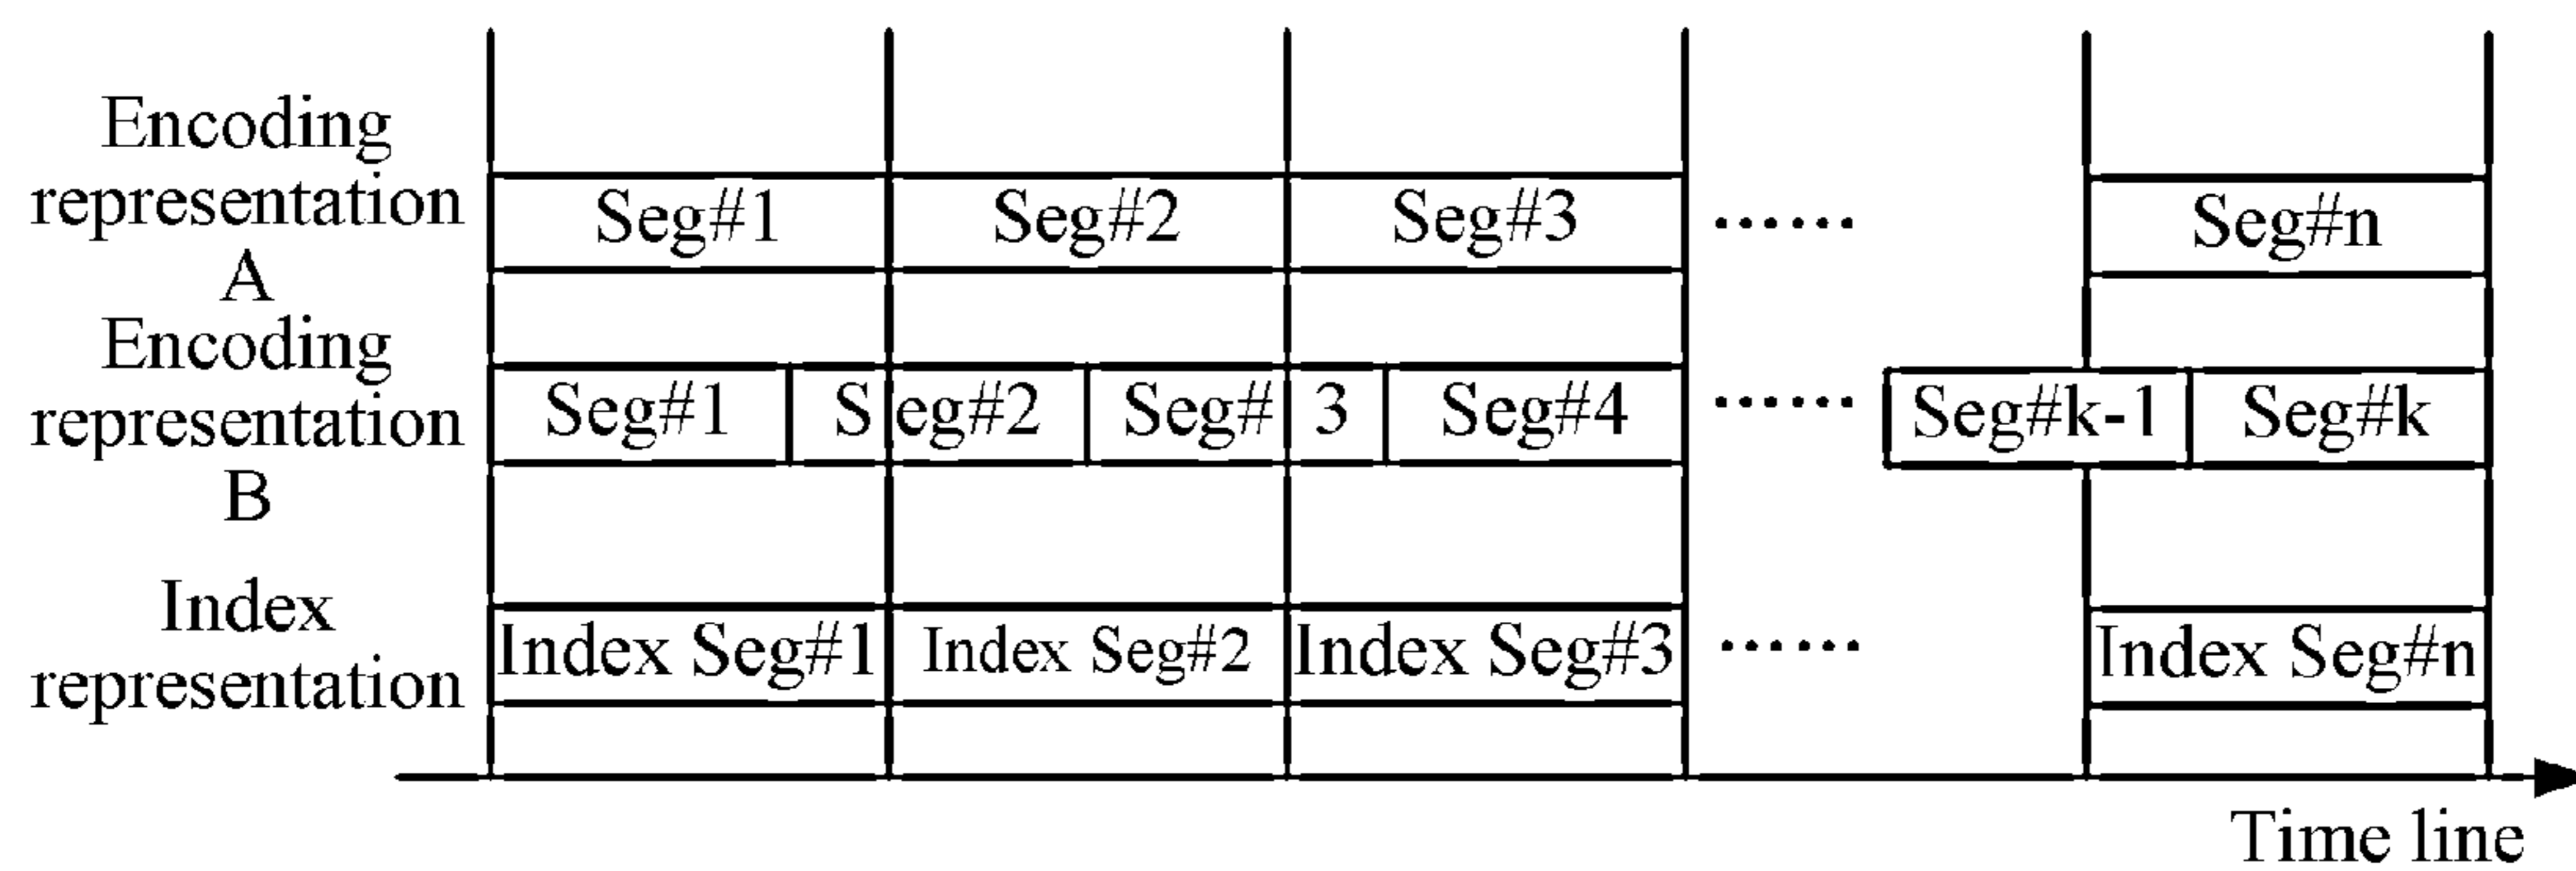 Encoding
representation
A
Seg#1 Seg#2 Seg#3 ...... Seg#n
Encoding
representation
B
Seg#1 Seg#2 Seg# 3 Seg#4 ...... Seg#k-1 Seg#k
Index
representation
Index Seg#1 Index Seg#2 Index Seg#3 ...... Index Seg#n
Time line